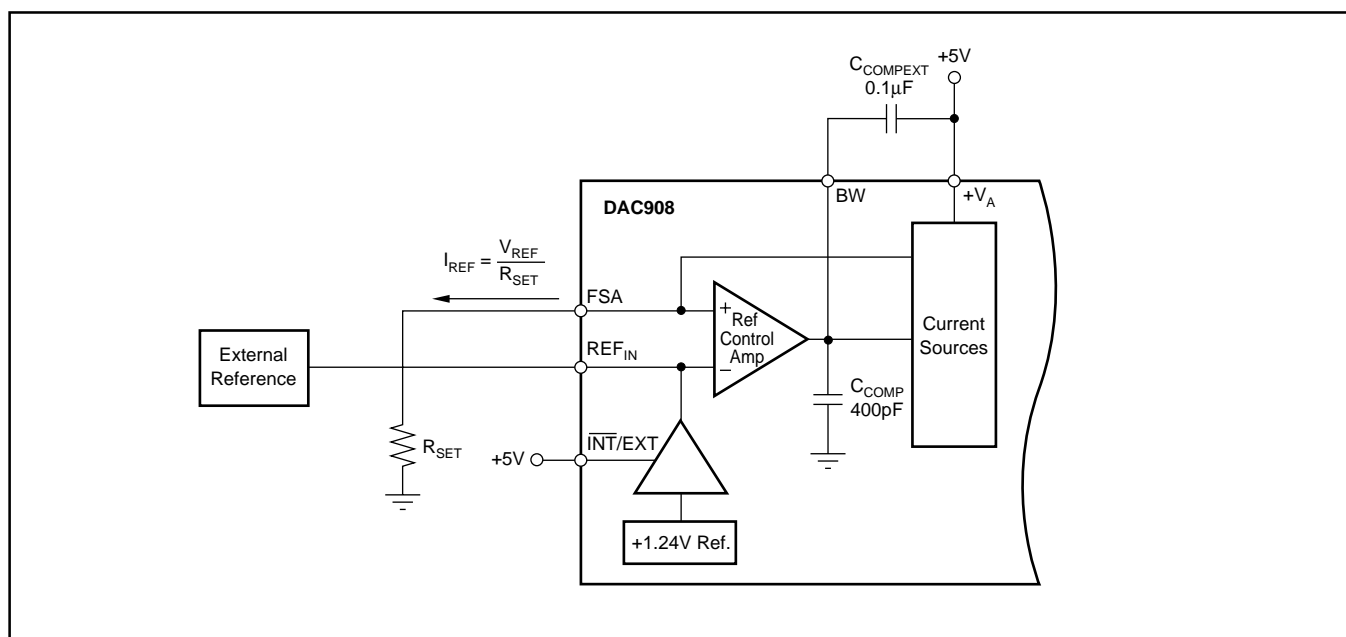 +5V
C_COMPEXT
0.1µF
BW
+V_A
DAC908
I_REF = V_REF / R_SET
FSA
+
Ref
Control
Amp
Current
Sources
External
Reference
REF_IN
–
C_COMP
400pF
R_SET
+5V
I̅N̅T̅/EXT
+1.24V Ref.